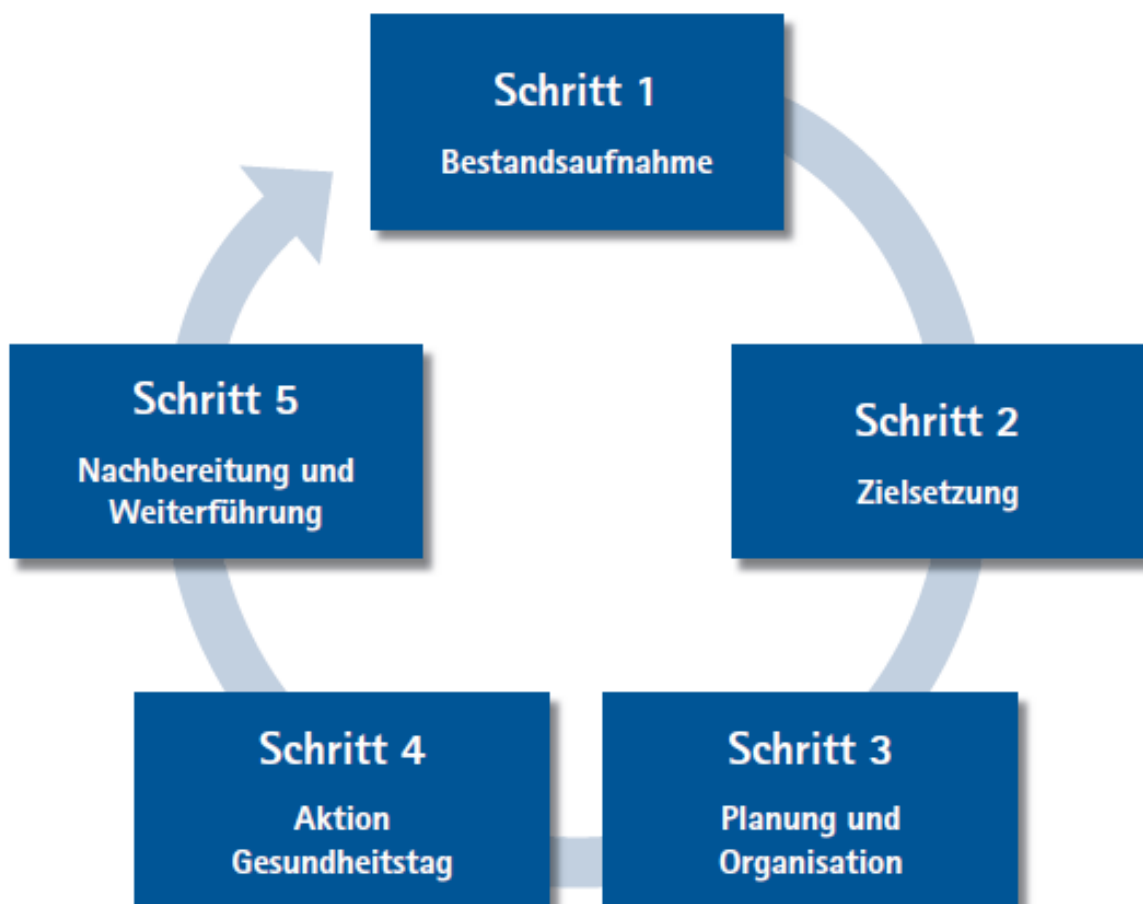 Schritt 1
Bestandsaufnahme
Schritt 2
Zielsetzung
Schritt 3
Planung und
Organisation
Schritt 4
Aktion
Gesundheitstag
Schritt 5
Nachbereitung und
Weiterführung